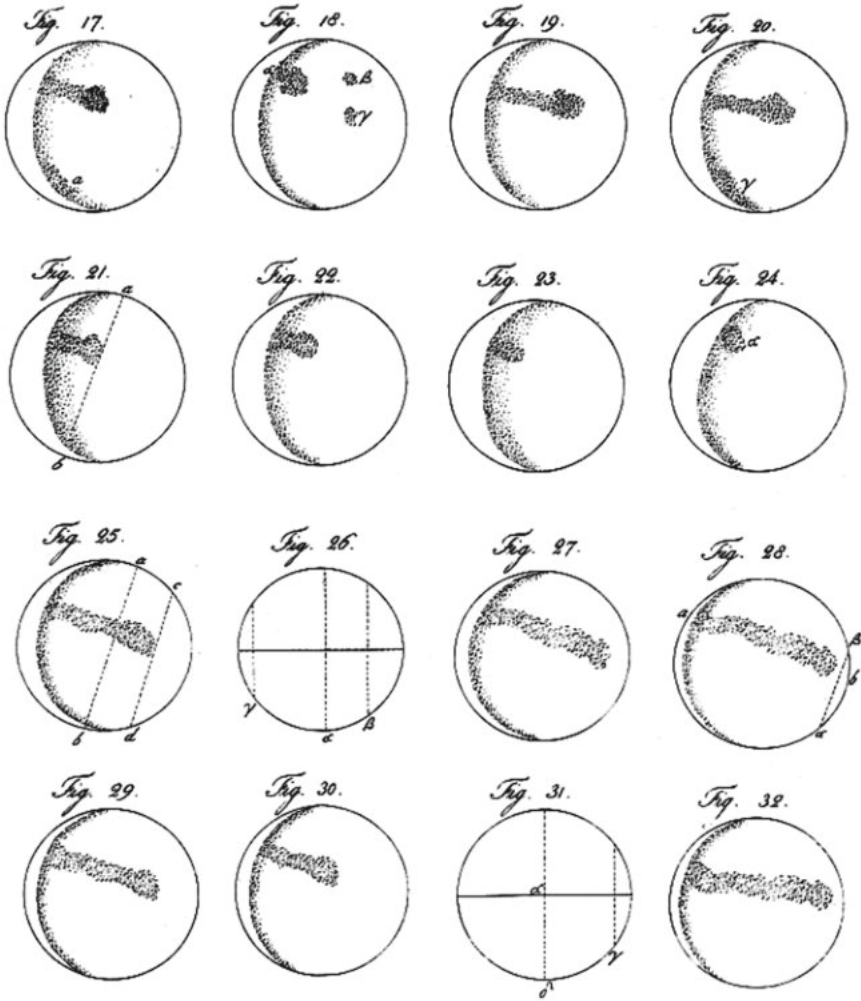 Fig. 17. Fig. 18. Fig. 19. Fig. 20.
a α β γ γ
Fig. 21. Fig. 22. Fig. 23. Fig. 24.
a b α
Fig. 25. Fig. 26. Fig. 27. Fig. 28.
a c b d γ α β a β b α
Fig. 29. Fig. 30. Fig. 31. Fig. 32.
α γ